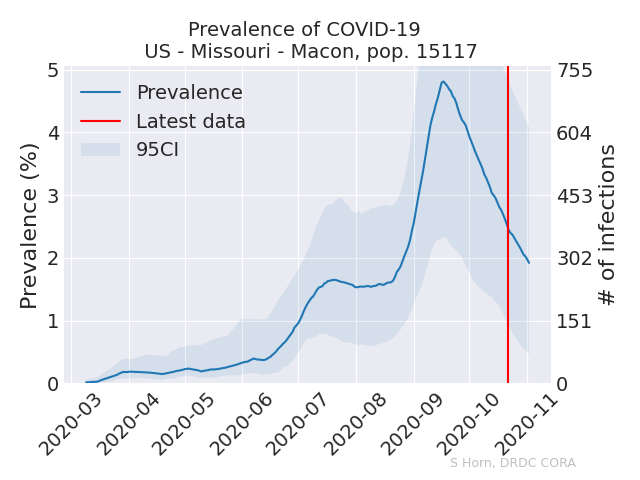 Prevalence of COVID-19
US - Missouri - Macon, pop. 15117
Prevalence (%)
5
4
3
2
1
0
Prevalence
Latest data
95CI
755
604
453
302
151
0
# of infections
2020-03
2020-04
2020-05
2020-06
2020-07
2020-08
2020-09
2020-10
2020-11
S Horn, DRDC CORA